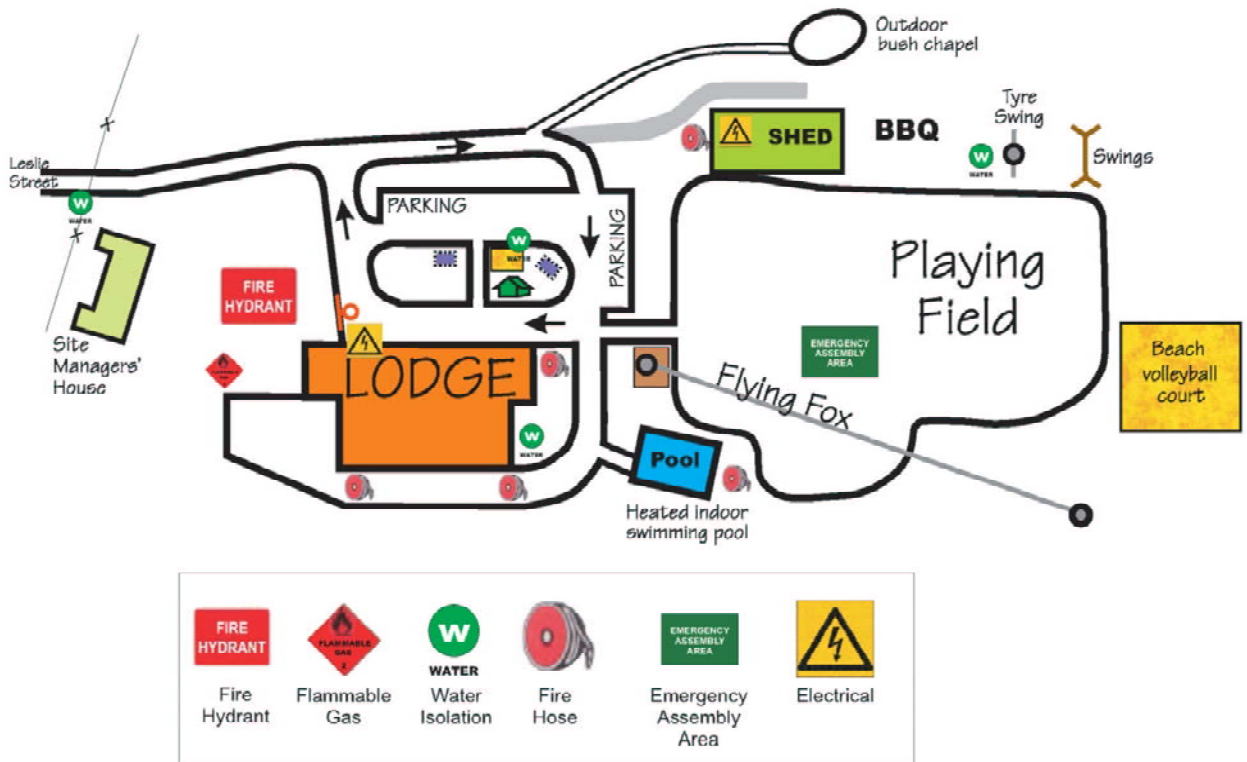 Outdoor
bush chapel
Tyre
Swing
SHED
BBQ
W
WATER
Swings
Leslie
Street
W
WATER
PARKING
PARKING
W
WATER
Playing
Field
FIRE
HYDRANT
EMERGENCY
ASSEMBLY
AREA
Site
Managers'
House
FLAMMABLE
GAS
LODGE
Beach
volleyball
court
Flying Fox
W
WATER
Pool
Heated indoor
swimming pool
FIRE
HYDRANT
FLAMMABLE
GAS
2
W
WATER
EMERGENCY
ASSEMBLY
AREA
Fire
Hydrant
Flammable
Gas
Water
Isolation
Fire
Hose
Emergency
Assembly
Area
Electrical